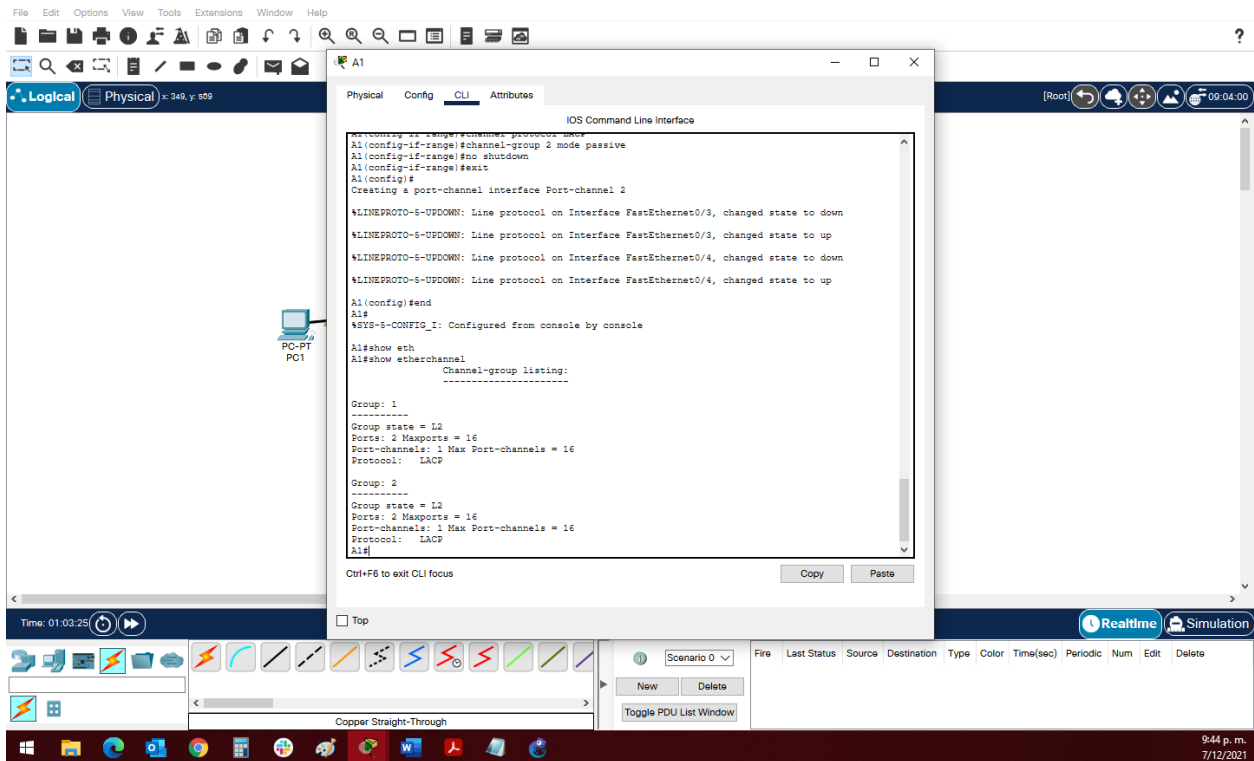 File Edit Options View Tools Extensions Window Help
?
A1
Logical Physical x: 349, y: 509
[Root] 09:04:00
Physical Config CLI Attributes
IOS Command Line Interface
A1(config-if-range)#channel protocol LACP
A1(config-if-range)#channel-group 2 mode passive
A1(config-if-range)#no shutdown
A1(config-if-range)#exit
A1(config)#
Creating a port-channel interface Port-channel 2
%LINEPROTO-5-UPDOWN: Line protocol on Interface FastEthernet0/3, changed state to down
%LINEPROTO-5-UPDOWN: Line protocol on Interface FastEthernet0/3, changed state to up
%LINEPROTO-5-UPDOWN: Line protocol on Interface FastEthernet0/4, changed state to down
%LINEPROTO-5-UPDOWN: Line protocol on Interface FastEthernet0/4, changed state to up
A1(config)#end
A1#
%SYS-5-CONFIG_I: Configured from console by console
A1#show eth
A1#show etherchannel
Channel-group listing:
----------------------
Group: 1
----------
Group state = L2
Ports: 2 Maxports = 16
Port-channels: 1 Max Port-channels = 16
Protocol: LACP
Group: 2
----------
Group state = L2
Ports: 2 Maxports = 16
Port-channels: 1 Max Port-channels = 16
Protocol: LACP
A1#
PC-PT
PC1
Ctrl+F6 to exit CLI focus
Copy Paste
Top
Time: 01:03:25
Realtime Simulation
Scenario 0
Fire Last Status Source Destination Type Color Time(sec) Periodic Num Edit Delete
New Delete
Toggle PDU List Window
Copper Straight-Through
9:44 p. m.
7/12/2021